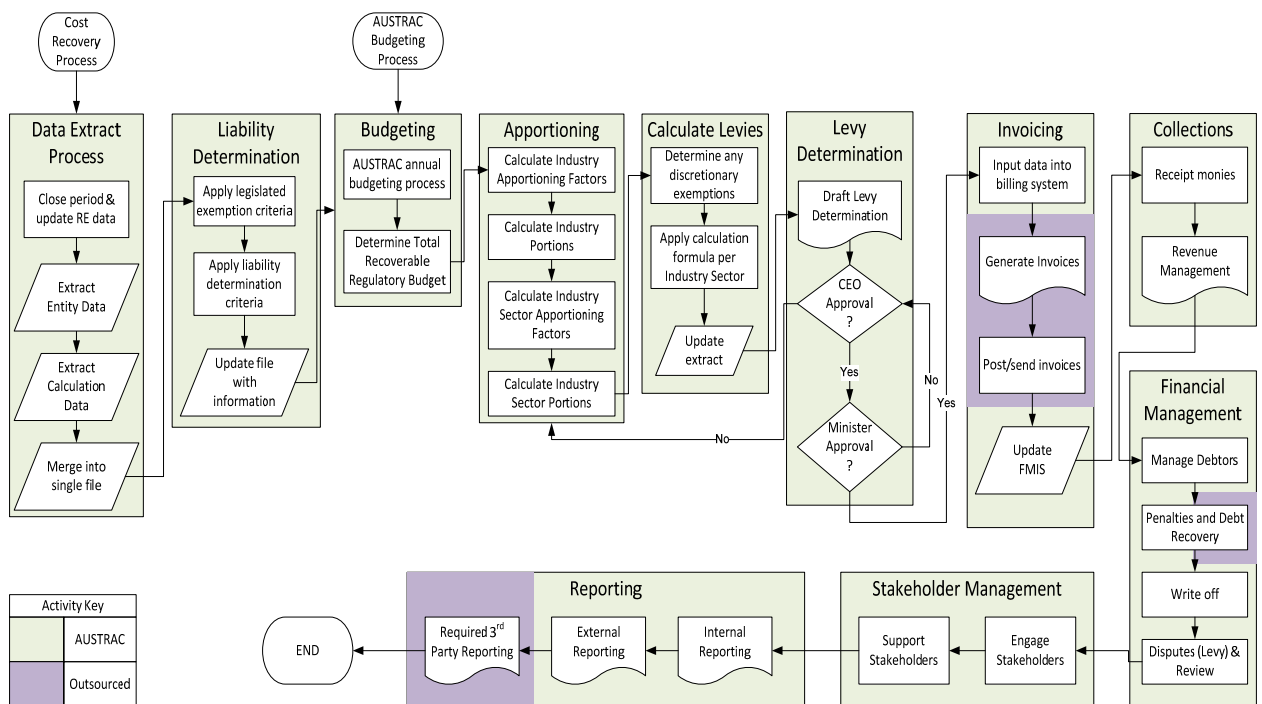 Cost
Recovery
Process
AUSTRAC
Budgeting
Process
Data Extract
Process
Close period &
update RE data
Extract
Entity Data
Extract
Calculation
Data
Merge into
single file
Liability
Determination
Apply legislated
exemption criteria
Apply liability
determination
criteria
Update file
with
information
Budgeting
AUSTRAC annual
budgeting process
Determine Total
Recoverable
Regulatory Budget
Apportioning
Calculate Industry
Apportioning Factors
Calculate Industry
Portions
Calculate Industry
Sector Apportioning
Factors
Calculate Industry
Sector Portions
Calculate Levies
Determine any
discretionary
exemptions
Apply calculation
formula per
Industry Sector
Update
extract
Levy
Determination
Draft Levy
Determination
CEO
Approval
?
Yes
Minister
Approval
?
No
No
Yes
Invoicing
Input data into
billing system
Generate Invoices
Post/send invoices
Update
FMIS
Collections
Receipt monies
Revenue
Management
Financial
Management
Manage Debtors
Penalties and Debt
Recovery
Write off
Disputes (Levy) &
Review
Stakeholder Management
Engage
Stakeholders
Support
Stakeholders
Reporting
Internal
Reporting
External
Reporting
Required 3rd
Party Reporting
END
Activity Key
AUSTRAC
Outsourced